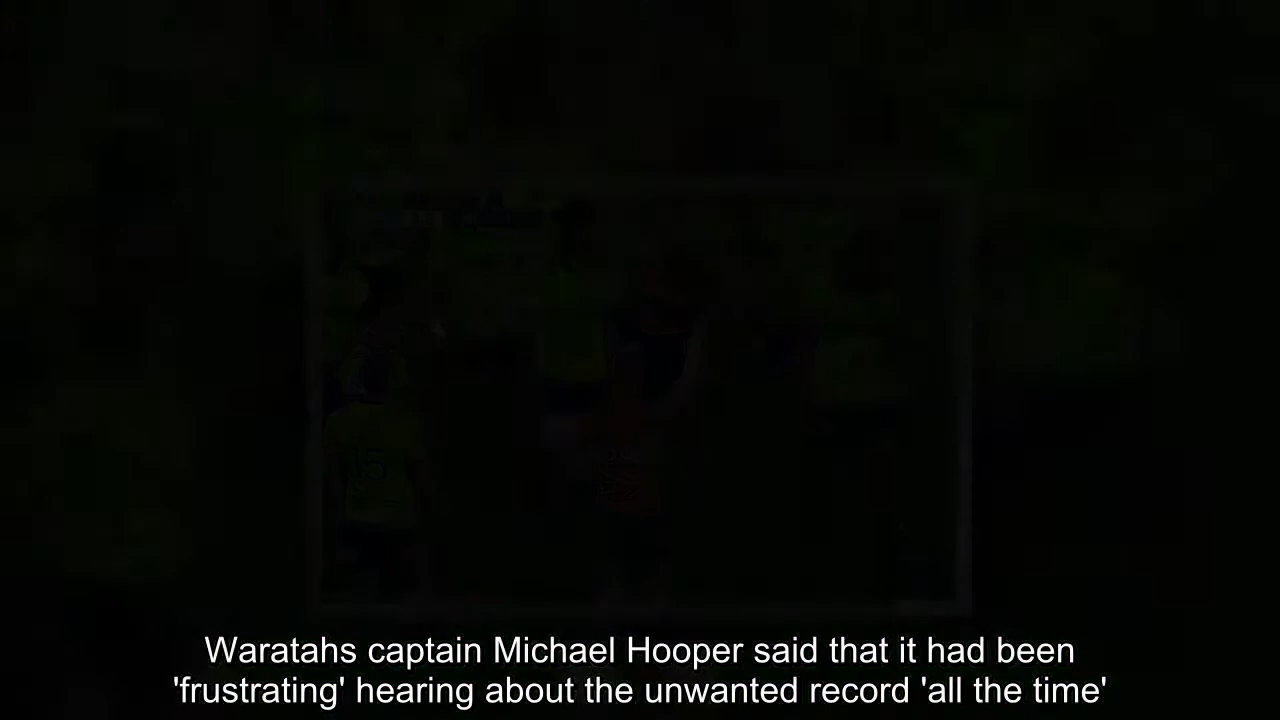 Waratahs captain Michael Hooper said that it had been
'frustrating' hearing about the unwanted record 'all the time'